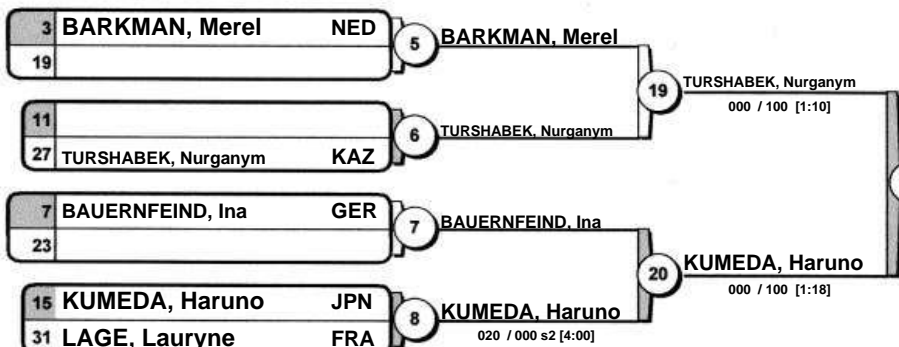 3 BARKMAN, Merel NED
19
5
BARKMAN, Merel
11
27 TURSHABEK, Nurganym KAZ
6
TURSHABEK, Nurganym
19
TURSHABEK, Nurganym
000 / 100 [1:10]
7 BAUERNFEIND, Ina GER
23
7
BAUERNFEIND, Ina
15 KUMEDA, Haruno JPN
31 LAGE, Lauryne FRA
8
KUMEDA, Haruno
020 / 000 s2 [4:00]
20
KUMEDA, Haruno
000 / 100 [1:18]